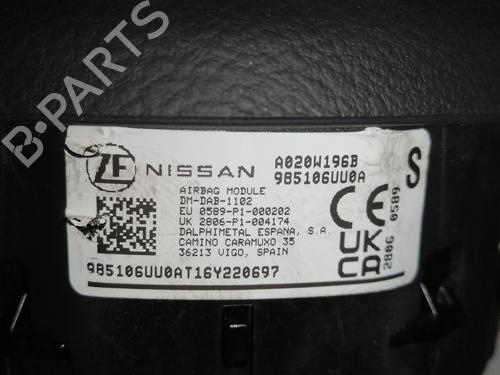 B-PARTS
ZF NISSAN
A020W196B
985106UU0A
S
AIRBAG MODULE
DM-DAB-1102
EU 0589-P1-000202
UK 2806-P1-004174
DALPHIMETAL ESPANA, S.A.
CAMINO CARAMUXO 35
36213 VIGO, SPAIN
CE
0589
UK
CA
2806
985106UU0AT16Y220697